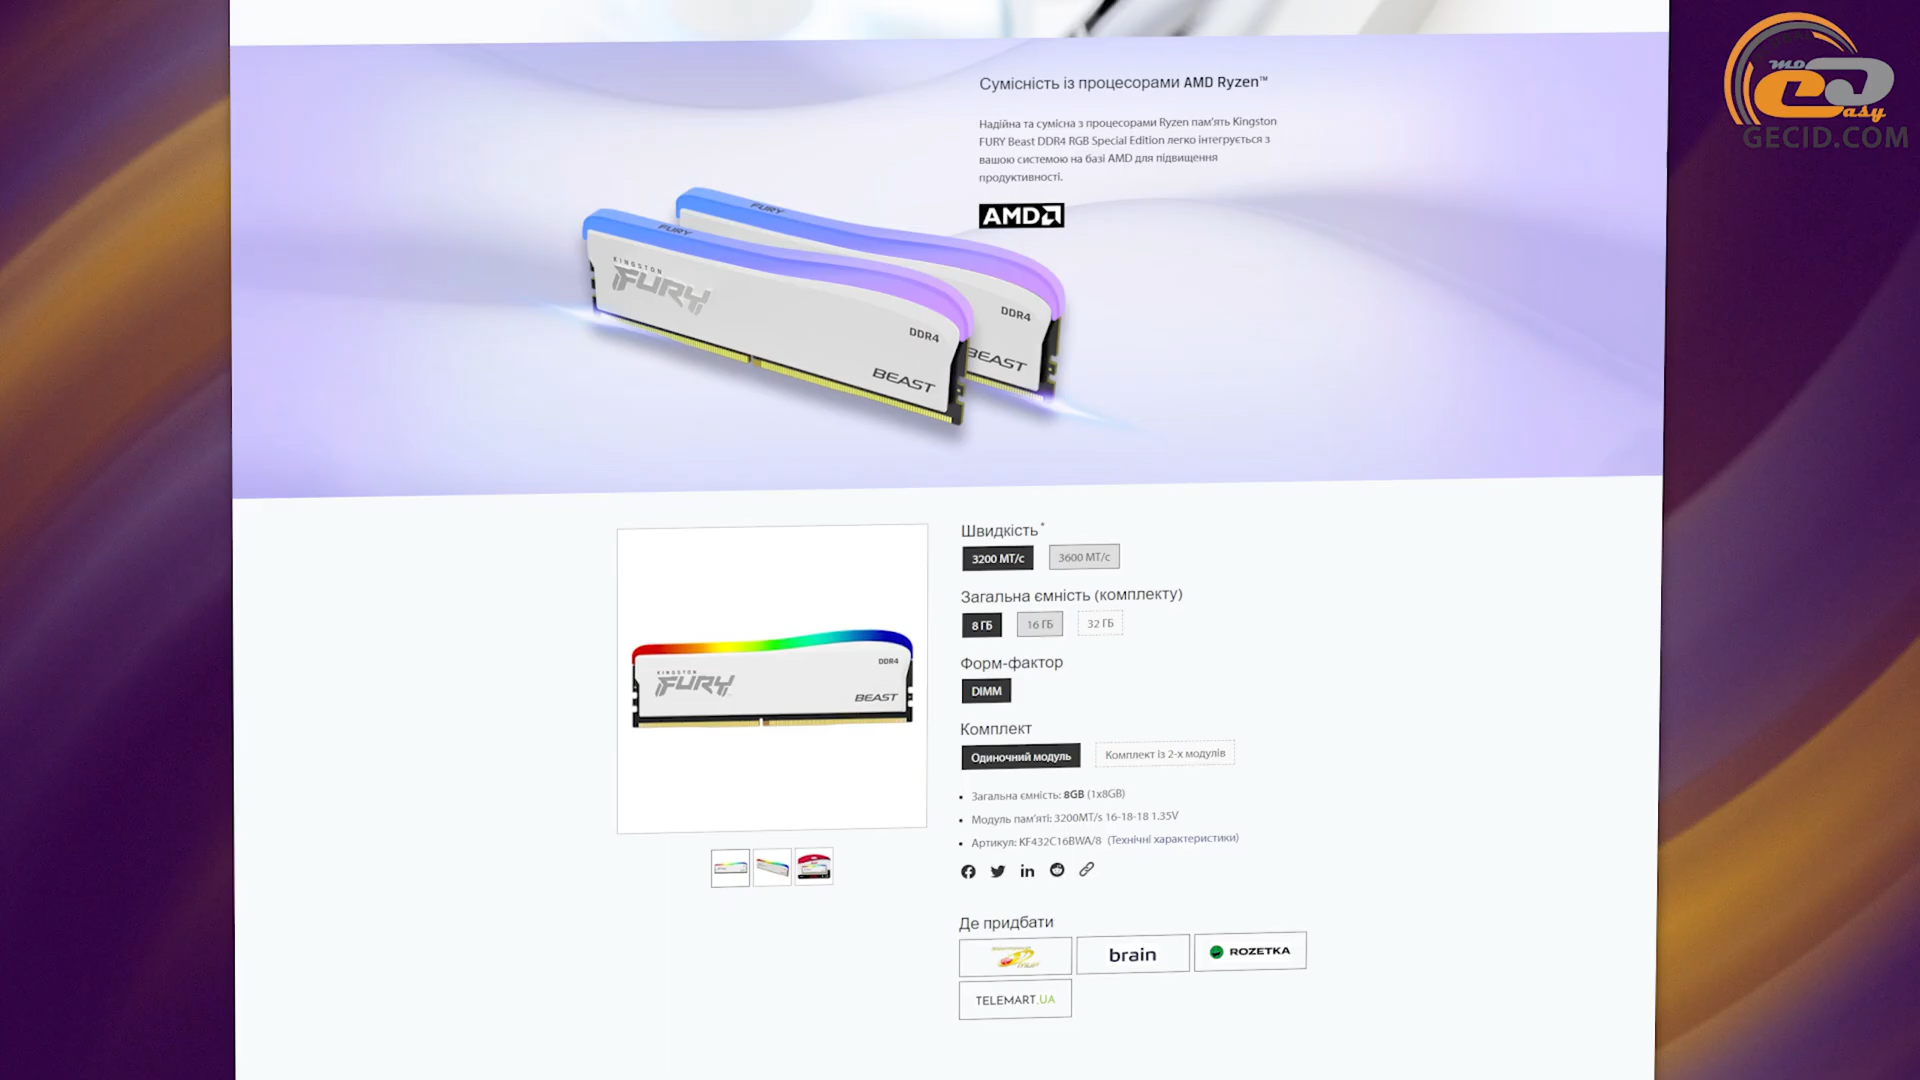 Сумісність із процесорами AMD Ryzen™
Надійна та сумісна з процесорами Ryzen пам'ять Kingston
FURY Beast DDR4 RGB Special Edition легко інтегрується з
вашою системою на базі AMD для підвищення
продуктивності.
AMD
FURY
FURY
KINGSTON
FURY
DDR4
BEAST
DDR4
BEAST
easy
GECID.COM
Швидкість*
3200 МТ/с
3600 МТ/с
Загальна ємність (комплекту)
8 ГБ
16 ГБ
32 ГБ
Форм-фактор
DIMM
Комплект
Одиночний модуль
Комплект із 2-х модулів
• Загальна ємність: 8GB (1x8GB)
• Модуль пам'яті: 3200MT/s 16-18-18 1.35V
• Артикул: KF432C16BWA/8 (Технічні характеристики)
KINGSTON
FURY
DDR4
BEAST
Де придбати
brain
ROZETKA
TELEMART.UA